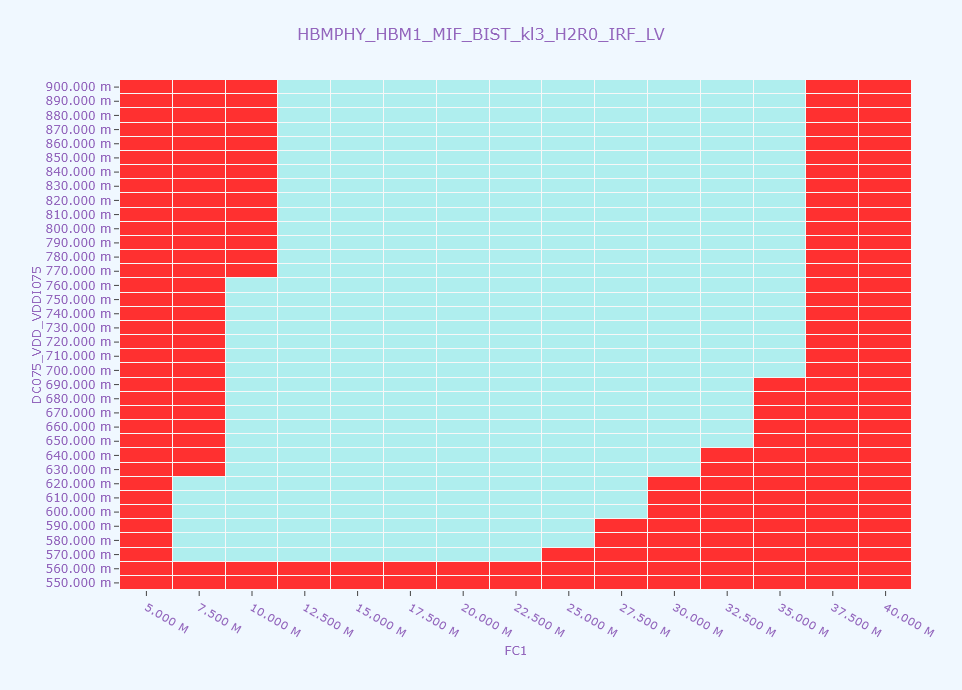 HBMPHY_HBM1_MIF_BIST_kl3_H2R0_IRF_LV
DC075_VDD_VDDI075
900.000 m
890.000 m
880.000 m
870.000 m
860.000 m
850.000 m
840.000 m
830.000 m
820.000 m
810.000 m
800.000 m
790.000 m
780.000 m
770.000 m
760.000 m
750.000 m
740.000 m
730.000 m
720.000 m
710.000 m
700.000 m
690.000 m
680.000 m
670.000 m
660.000 m
650.000 m
640.000 m
630.000 m
620.000 m
610.000 m
600.000 m
590.000 m
580.000 m
570.000 m
560.000 m
550.000 m
5.000 M
7.500 M
10.000 M
12.500 M
15.000 M
17.500 M
20.000 M
22.500 M
25.000 M
27.500 M
30.000 M
32.500 M
35.000 M
37.500 M
40.000 M
FC1